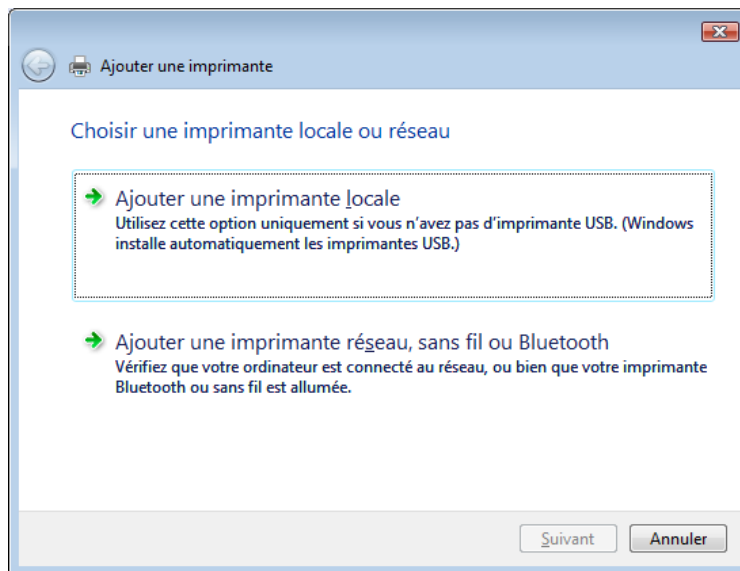 Ajouter une imprimante
Choisir une imprimante locale ou réseau
Ajouter une imprimante locale
Utilisez cette option uniquement si vous n'avez pas d'imprimante USB. (Windows
installe automatiquement les imprimantes USB.)
Ajouter une imprimante réseau, sans fil ou Bluetooth
Vérifiez que votre ordinateur est connecté au réseau, ou bien que votre imprimante
Bluetooth ou sans fil est allumée.
Suivant Annuler